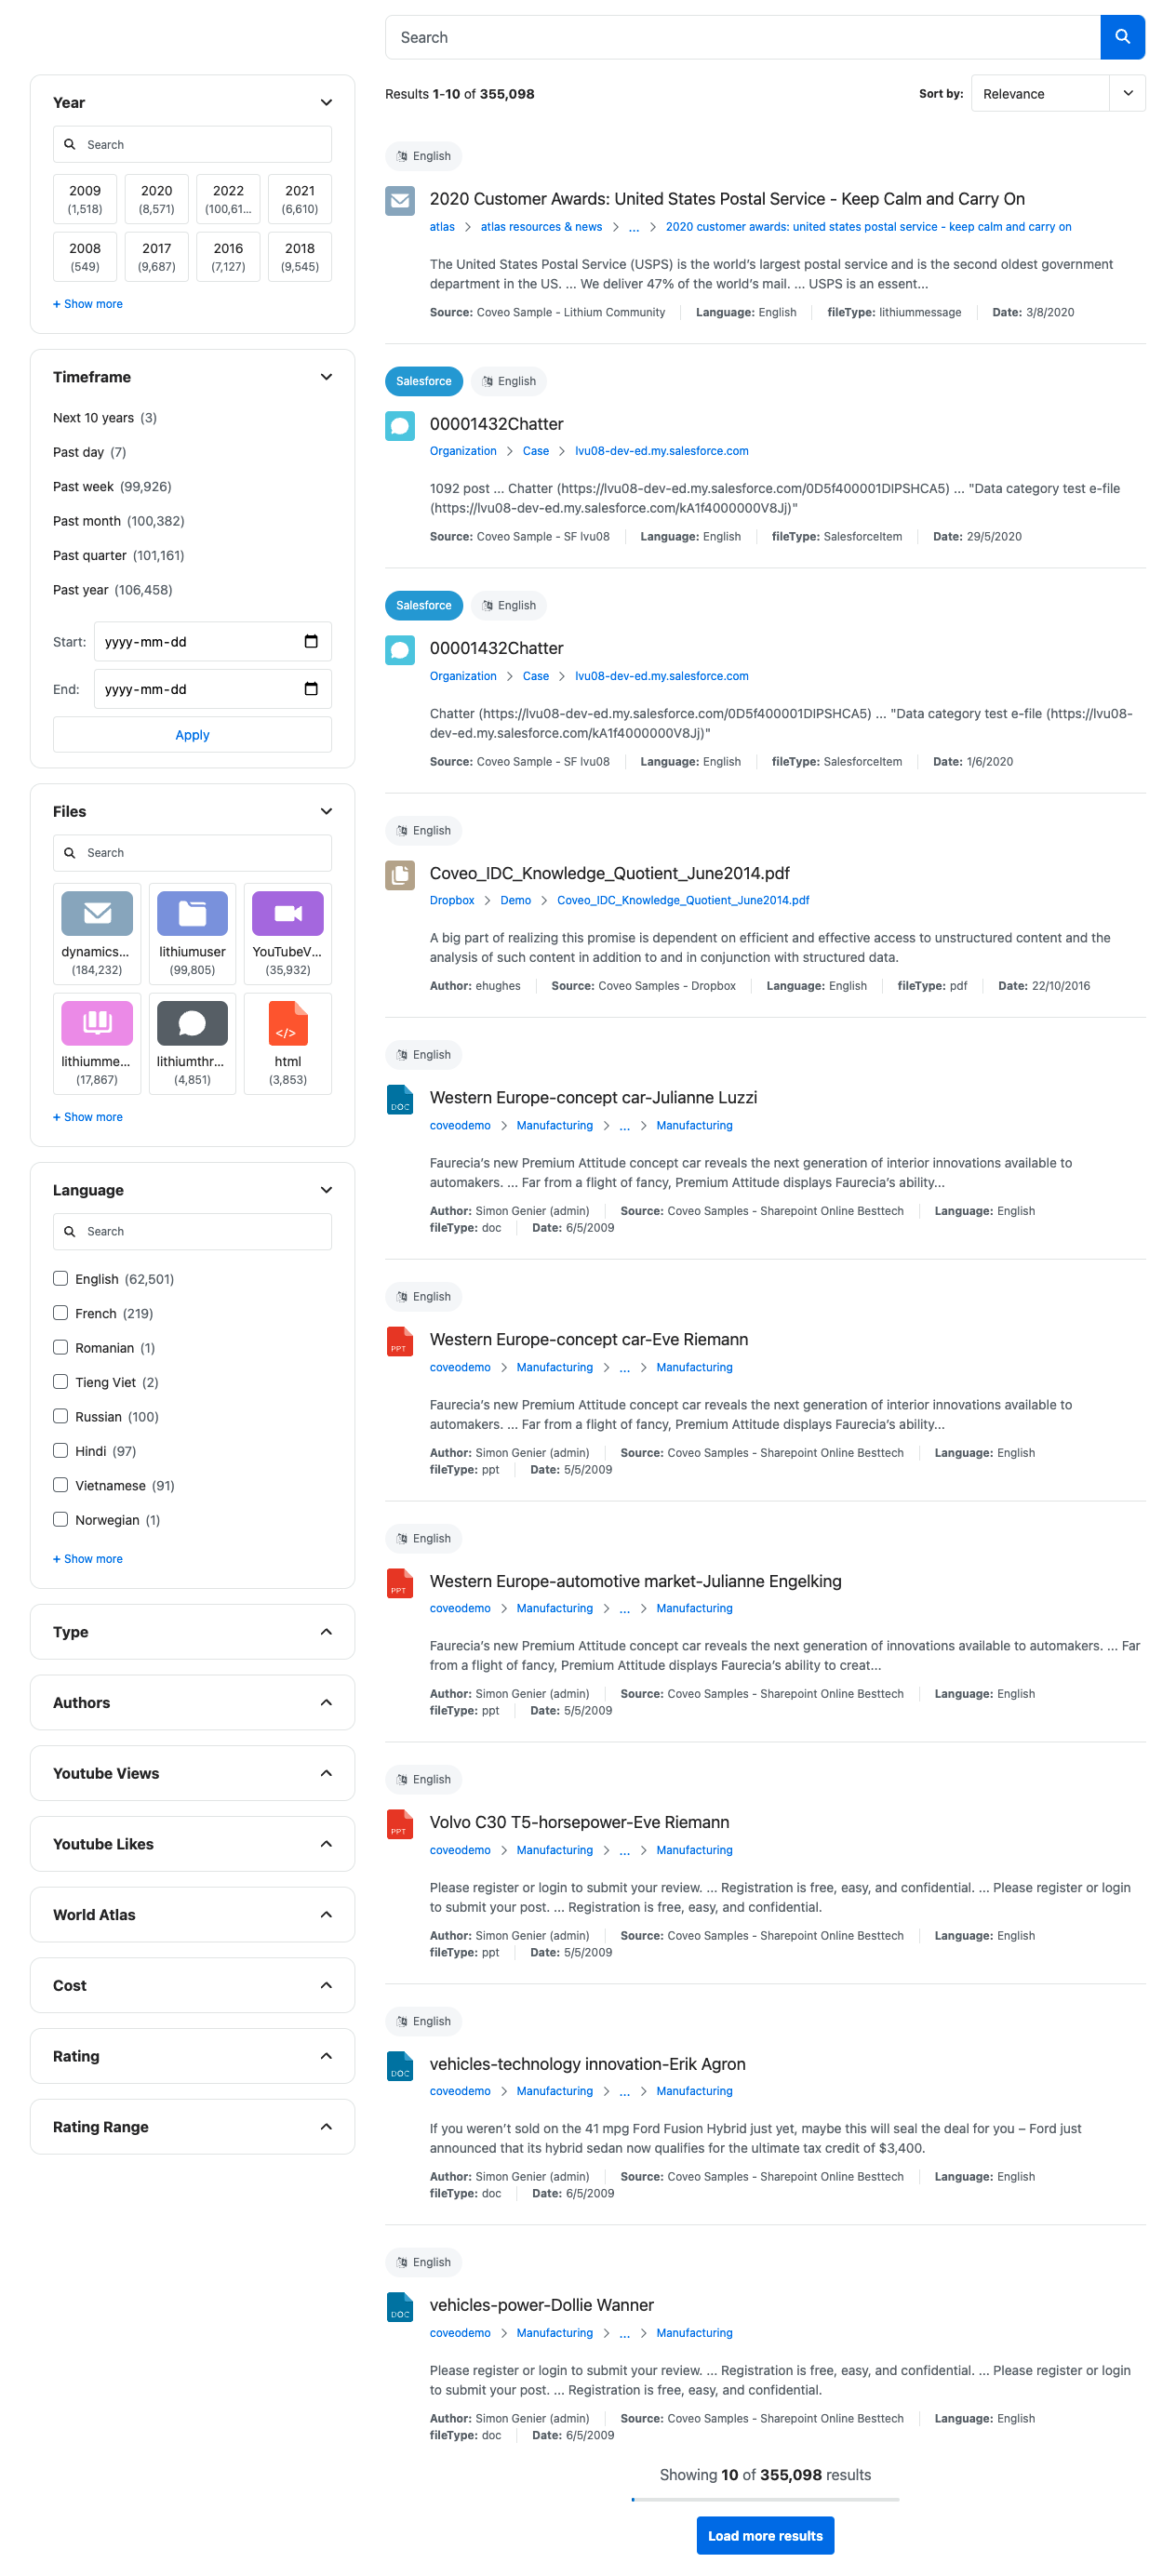 Search
Year
Search
2009 2020 2022 2021
(1,518) (8,571) (100,61... (6,610)
2008 2017 2016 2018
(549) (9,687) (7,127) (9,545)
+ Show more
Timeframe
Next 10 years (3)
Past day (7)
Past week (99,926)
Past month (100,382)
Past quarter (101,161)
Past year (106,458)
Start: yyyy-mm-dd
End: yyyy-mm-dd
Apply
Files
Search
dynamics... lithiumuser YouTubeV...
(184,232) (99,805) (35,932)
</>
lithiumme... lithiumthr... html
(17,867) (4,851) (3,853)
+ Show more
Language
Search
English (62,501)
French (219)
Romanian (1)
Tieng Viet (2)
Russian (100)
Hindi (97)
Vietnamese (91)
Norwegian (1)
+ Show more
Type
Authors
Youtube Views
Youtube Likes
World Atlas
Cost
Rating
Rating Range
Results 1-10 of 355,098
Sort by: Relevance
English
2020 Customer Awards: United States Postal Service - Keep Calm and Carry On
atlas > atlas resources & news > ... > 2020 customer awards: united states postal service - keep calm and carry on
The United States Postal Service (USPS) is the world's largest postal service and is the second oldest government
department in the US. ... We deliver 47% of the world's mail. ... USPS is an essent...
Source: Coveo Sample - Lithium Community Language: English fileType: lithiummessage Date: 3/8/2020
Salesforce English
00001432Chatter
Organization > Case > lvu08-dev-ed.my.salesforce.com
1092 post ... Chatter (https://lvu08-dev-ed.my.salesforce.com/0D5f400001DIPSHCA5) ... "Data category test e-file
(https://lvu08-dev-ed.my.salesforce.com/kA1f4000000V8Jj)"
Source: Coveo Sample - SF lvu08 Language: English fileType: SalesforceItem Date: 29/5/2020
Salesforce English
00001432Chatter
Organization > Case > lvu08-dev-ed.my.salesforce.com
Chatter (https://lvu08-dev-ed.my.salesforce.com/0D5f400001DIPSHCA5) ... "Data category test e-file (https://lvu08-
dev-ed.my.salesforce.com/kA1f4000000V8Jj)"
Source: Coveo Sample - SF lvu08 Language: English fileType: SalesforceItem Date: 1/6/2020
English
Coveo_IDC_Knowledge_Quotient_June2014.pdf
Dropbox > Demo > Coveo_IDC_Knowledge_Quotient_June2014.pdf
A big part of realizing this promise is dependent on efficient and effective access to unstructured content and the
analysis of such content in addition to and in conjunction with structured data.
Author: ehughes Source: Coveo Samples - Dropbox Language: English fileType: pdf Date: 22/10/2016
English
DOC
Western Europe-concept car-Julianne Luzzi
coveodemo > Manufacturing > ... > Manufacturing
Faurecia's new Premium Attitude concept car reveals the next generation of interior innovations available to
automakers. ... Far from a flight of fancy, Premium Attitude displays Faurecia's ability...
Author: Simon Genier (admin) Source: Coveo Samples - Sharepoint Online Besttech Language: English
fileType: doc Date: 6/5/2009
English
PPT
Western Europe-concept car-Eve Riemann
coveodemo > Manufacturing > ... > Manufacturing
Faurecia's new Premium Attitude concept car reveals the next generation of interior innovations available to
automakers. ... Far from a flight of fancy, Premium Attitude displays Faurecia's ability...
Author: Simon Genier (admin) Source: Coveo Samples - Sharepoint Online Besttech Language: English
fileType: ppt Date: 5/5/2009
English
PPT
Western Europe-automotive market-Julianne Engelking
coveodemo > Manufacturing > ... > Manufacturing
Faurecia's new Premium Attitude concept car reveals the next generation of innovations available to automakers. ... Far
from a flight of fancy, Premium Attitude displays Faurecia's ability to creat...
Author: Simon Genier (admin) Source: Coveo Samples - Sharepoint Online Besttech Language: English
fileType: ppt Date: 5/5/2009
English
PPT
Volvo C30 T5-horsepower-Eve Riemann
coveodemo > Manufacturing > ... > Manufacturing
Please register or login to submit your review. ... Registration is free, easy, and confidential. ... Please register or login
to submit your post. ... Registration is free, easy, and confidential.
Author: Simon Genier (admin) Source: Coveo Samples - Sharepoint Online Besttech Language: English
fileType: ppt Date: 5/5/2009
English
DOC
vehicles-technology innovation-Erik Agron
coveodemo > Manufacturing > ... > Manufacturing
If you weren't sold on the 41 mpg Ford Fusion Hybrid just yet, maybe this will seal the deal for you – Ford just
announced that its hybrid sedan now qualifies for the ultimate tax credit of $3,400.
Author: Simon Genier (admin) Source: Coveo Samples - Sharepoint Online Besttech Language: English
fileType: doc Date: 6/5/2009
English
DOC
vehicles-power-Dollie Wanner
coveodemo > Manufacturing > ... > Manufacturing
Please register or login to submit your review. ... Registration is free, easy, and confidential. ... Please register or login
to submit your post. ... Registration is free, easy, and confidential.
Author: Simon Genier (admin) Source: Coveo Samples - Sharepoint Online Besttech Language: English
fileType: doc Date: 6/5/2009
Showing 10 of 355,098 results
Load more results